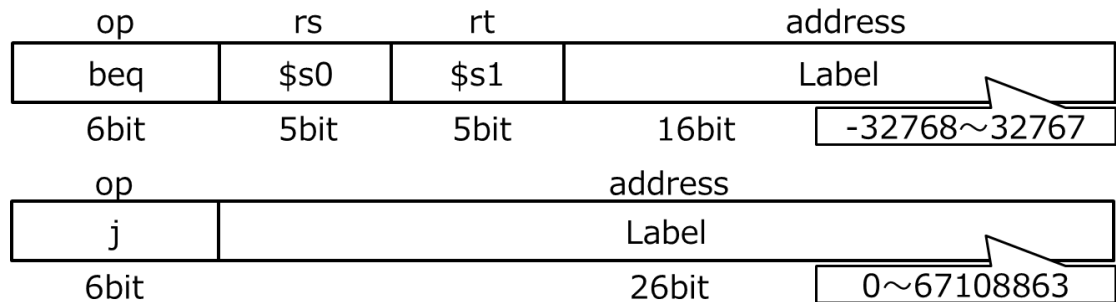 op rs rt address
beq $s0 $s1 Label
6bit 5bit 5bit 16bit -32768～32767
op address
j Label
6bit 26bit 0～67108863